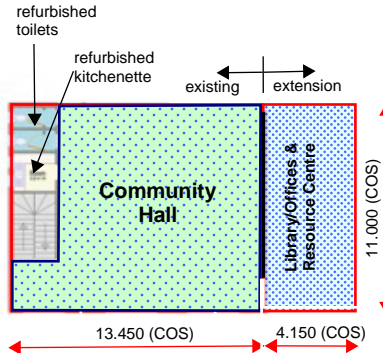 refurbished
toilets
refurbished
kitchenette
existing
extension
Community
Hall
Library/Offices &
Resource Centre
11.000 (COS)
13.450 (COS)
4.150 (COS)